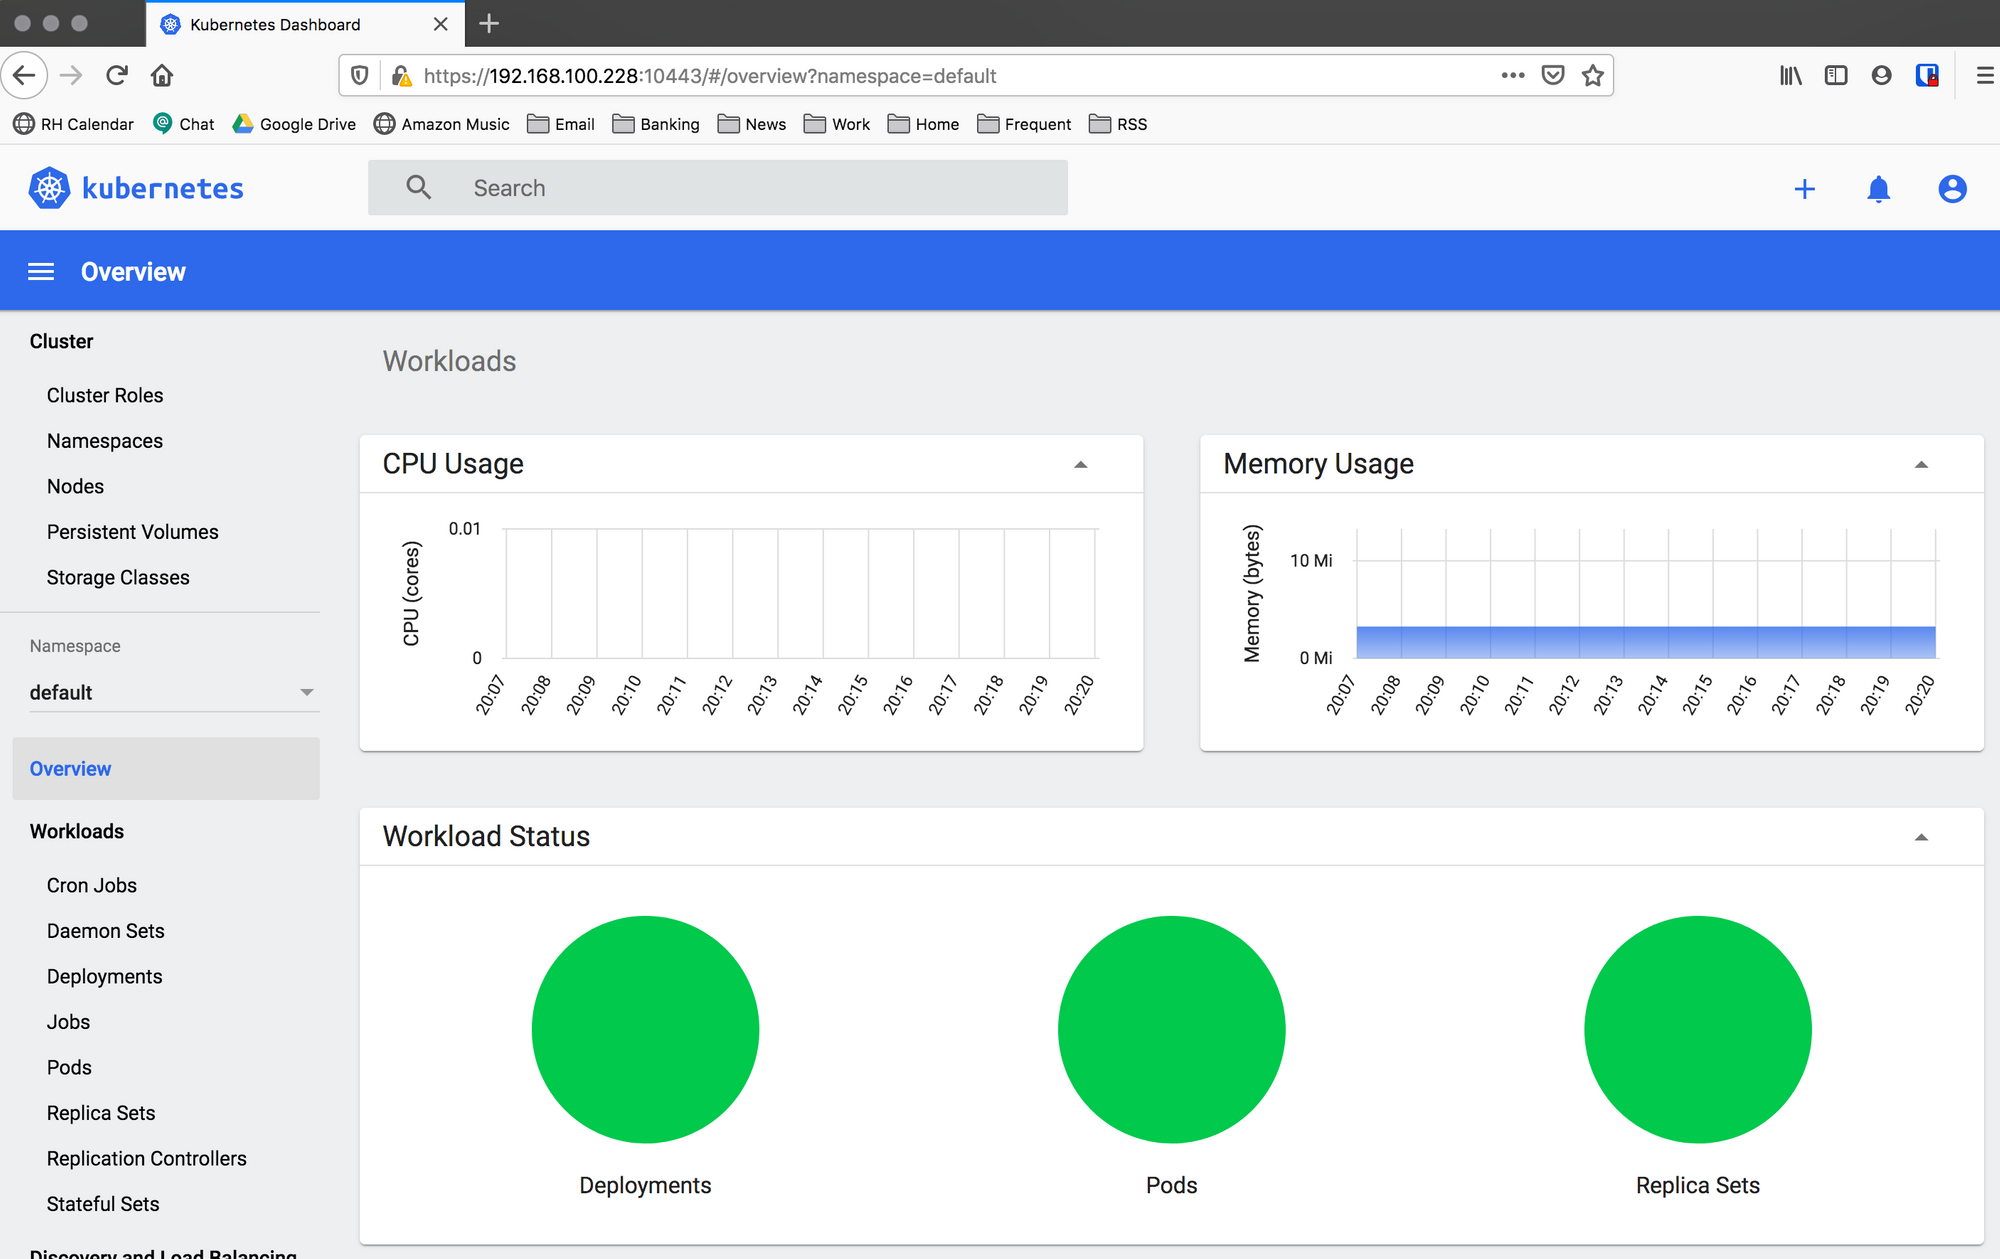 Kubernetes Dashboard
https://192.168.100.228:10443/#/overview?namespace=default
RH Calendar Chat Google Drive Amazon Music Email Banking News Work Home Frequent RSS
kubernetes
Search
Overview
Cluster
Cluster Roles
Namespaces
Nodes
Persistent Volumes
Storage Classes
Namespace
default
Overview
Workloads
Cron Jobs
Daemon Sets
Deployments
Jobs
Pods
Replica Sets
Replication Controllers
Stateful Sets
Discovery and Load Balancing
Workloads
CPU Usage
CPU (cores)
0.01
0
20:07 20:08 20:09 20:10 20:11 20:12 20:13 20:14 20:15 20:16 20:17 20:18 20:19 20:20
Memory Usage
Memory (bytes)
10 Mi
0 Mi
20:07 20:08 20:09 20:10 20:11 20:12 20:13 20:14 20:15 20:16 20:17 20:18 20:19 20:20
Workload Status
Deployments
Pods
Replica Sets